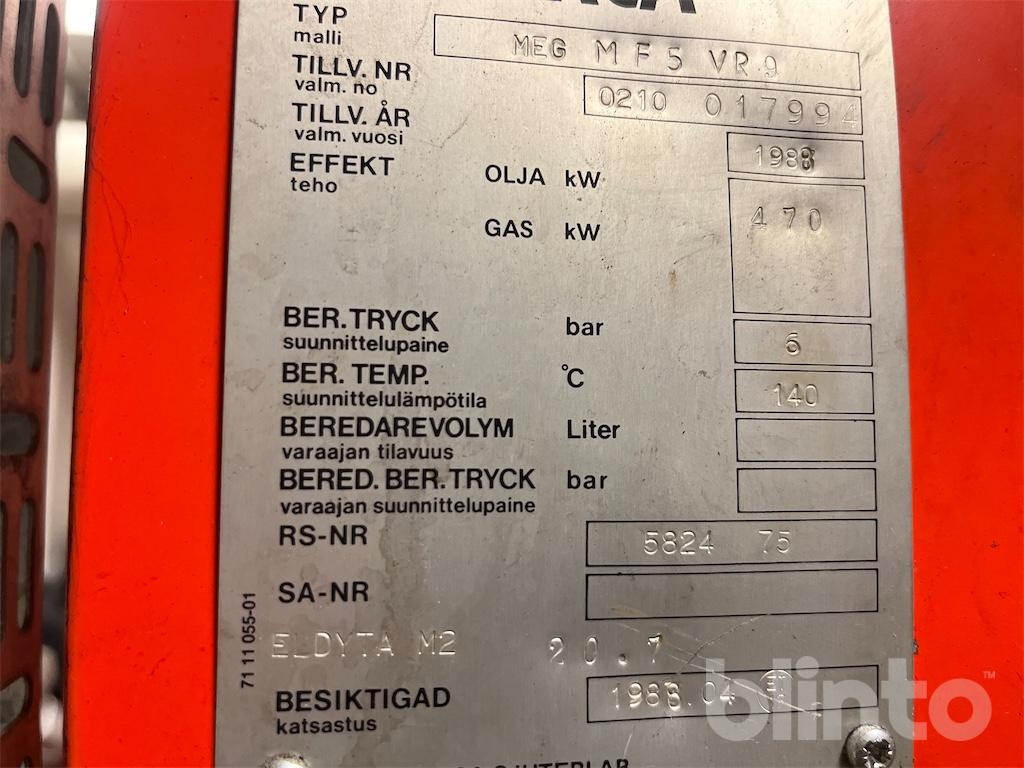 TYP
malli
MEG MF5 VR9
TILLV. NR
valm. no
0210 017994
TILLV. ÅR
valm. vuosi
1988
EFFEKT
teho
OLJA kW
470
GAS kW
BER. TRYCK bar
suunnittelupaine
6
BER. TEMP. °C
suunnittelulämpötila
140
BEREDAREVOLYM Liter
varaajan tilavuus
BERED. BER. TRYCK bar
varaajan suunnittelupaine
RS-NR 5824 75
SA-NR
71 11 055-01
ELDYTA M2 20.7
BESIKTIGAD
katsastus
1988.04
blinto™